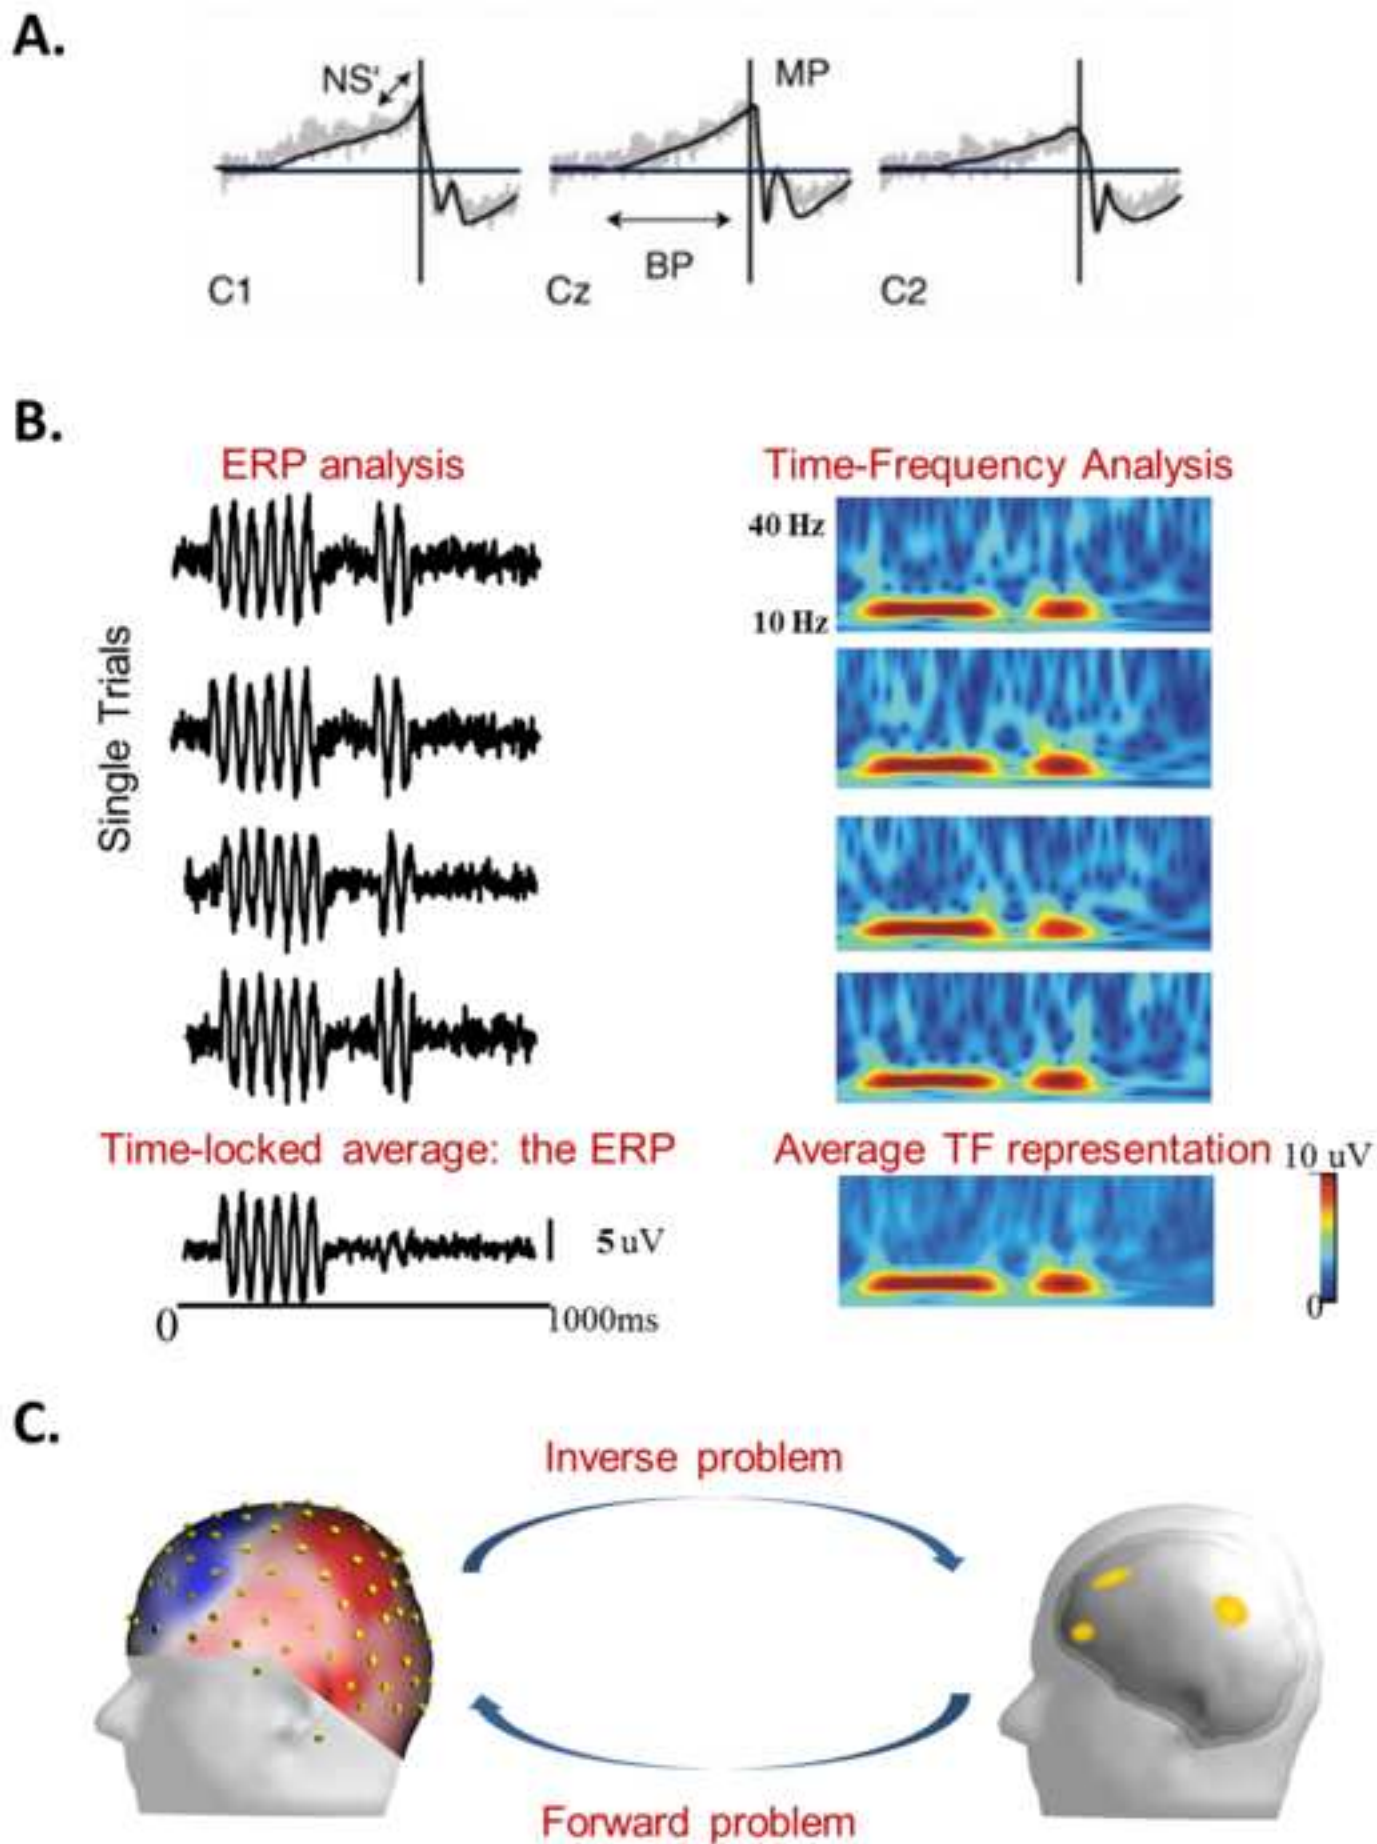 A.
NS'
MP
BP
C1
Cz
C2
B.
ERP analysis
Time-Frequency Analysis
40 Hz
10 Hz
Single Trials
Time-locked average: the ERP
Average TF representation
10 uV
5 uV
0
0
1000ms
C.
Inverse problem
Forward problem